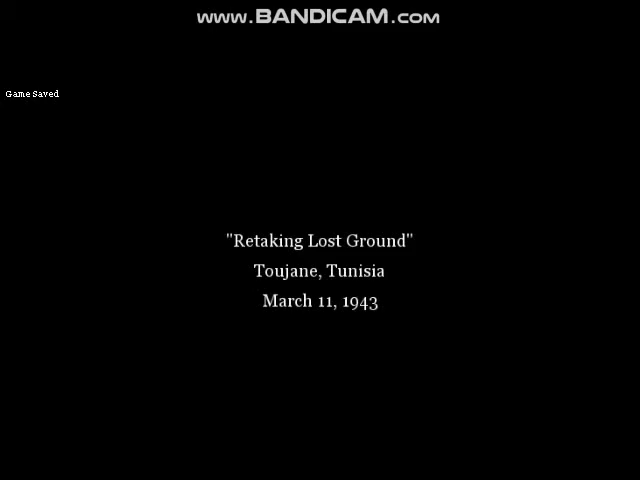 www.BANDICAM.com
Game Saved
"Retaking Lost Ground"
Toujane, Tunisia
March 11, 1943